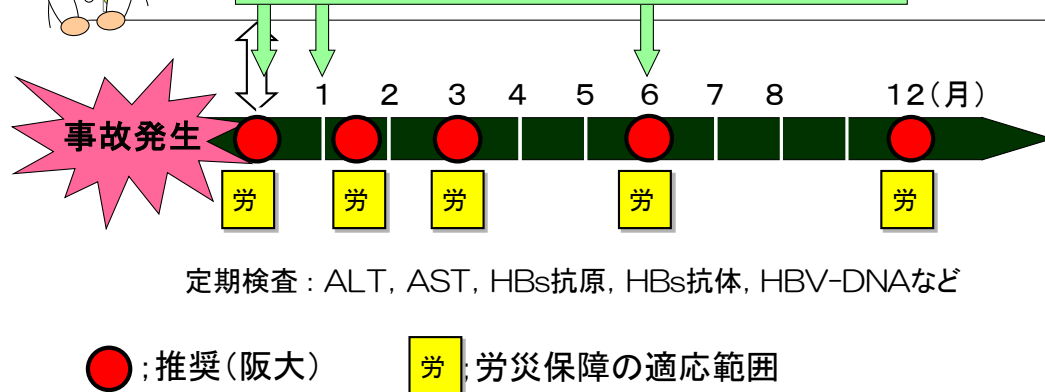 1 2 3 4 5 6 7 8 12(月)
事故発生
労 労 労 労 労
定期検査 : ALT, AST, HBs抗原, HBs抗体, HBV-DNAなど
;推奨(阪大) 労 ;労災保障の適応範囲